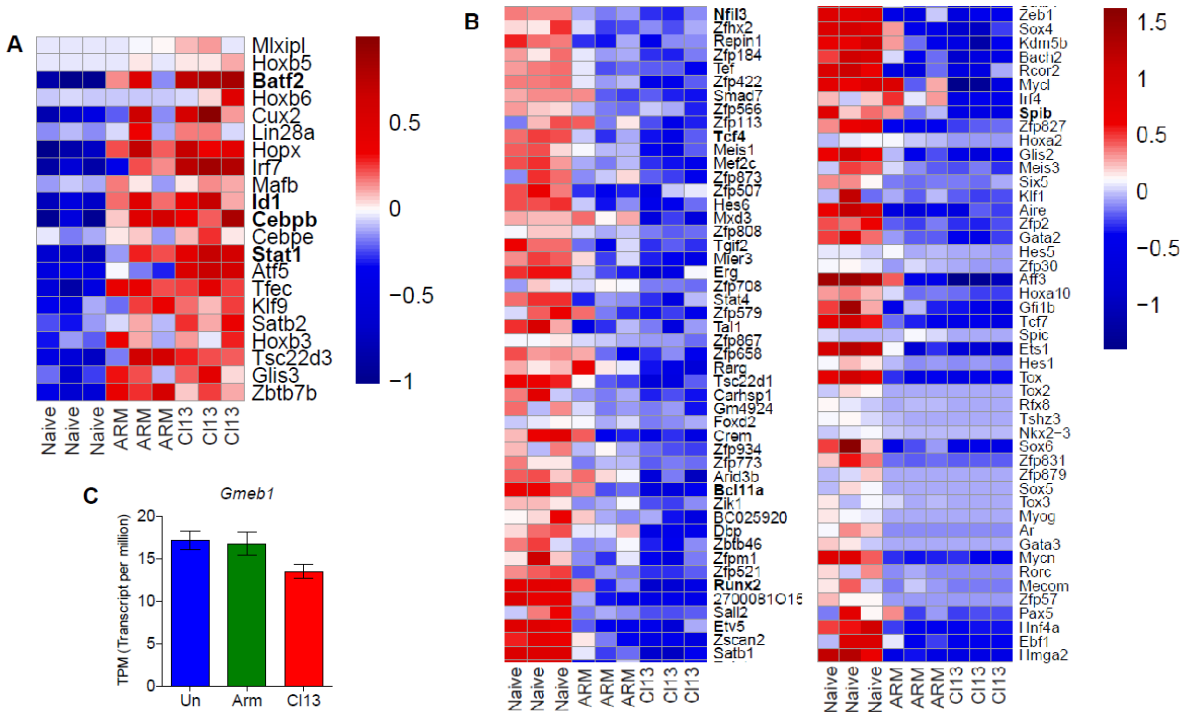 A
Mlxipl
Hoxb5
Batf2
Hoxb6
Cux2
Lin28a
Hopx
Irf7
Mafb
Id1
Cebpb
Cebpe
Stat1
Atf5
Tfec
Klf9
Satb2
Hoxb3
Tsc22d3
Glis3
Zbtb7b
Naive Naive Naive ARM ARM ARM Cl13 Cl13 Cl13
0.5
0
−0.5
−1
B
Nfil3
Zfhx2
Repin1
Zfp184
Tef
Zfp422
Smad7
Zfp566
Zfp113
Tcf4
Meis1
Mef2c
Zfp873
Zfp507
Hes6
Mxd3
Zfp808
Tgif2
Mier3
Erg
Zfp708
Stat4
Zfp579
Tal1
Zfp867
Zfp658
Rarg
Tsc22d1
Carhsp1
Gm4924
Foxd2
Crem
Zfp934
Zfp773
Arid3b
Bcl11a
Zik1
BC025920
Dbp
Zbtb46
Zfpm1
Zfp521
Runx2
2700081O15
Sall2
Etv5
Zscan2
Satb1
Naive Naive Naive ARM ARM ARM Cl13 Cl13 Cl13
Zeb1
Sox4
Kdm5b
Bach2
Rcor2
Mycl
Irf4
Spib
Zfp827
Hoxa2
Glis2
Meis3
Six5
Klf1
Aire
Zfp2
Gata2
Hes5
Zfp30
Aff3
Hoxa10
Gfi1b
Tcf7
Spic
Ets1
Hes1
Tox
Tox2
Rfx8
Tshz3
Nkx2−3
Sox6
Zfp831
Zfp879
Sox5
Tox3
Myog
Ar
Gata3
Mycn
Rorc
Mecom
Zfp57
Pax5
Hnf4a
Ebf1
Hmga2
Naive Naive Naive ARM ARM ARM Cl13 Cl13 Cl13
1.5
1
0.5
0
−0.5
−1
C
Gmeb1
TPM (Transcript per million)
20
15
10
5
0
Un Arm Cl13